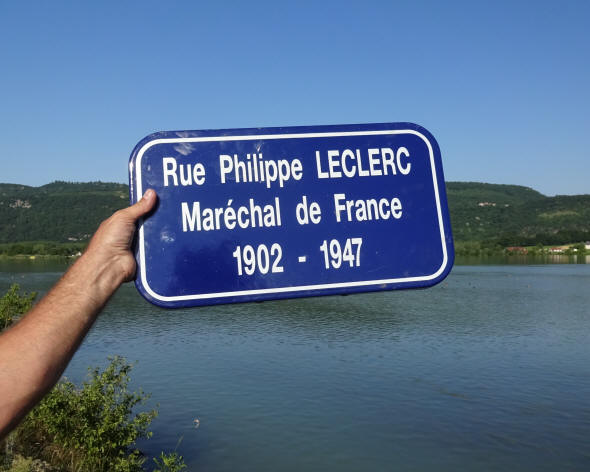 Rue Philippe LECLERC
Maréchal de France
1902 - 1947